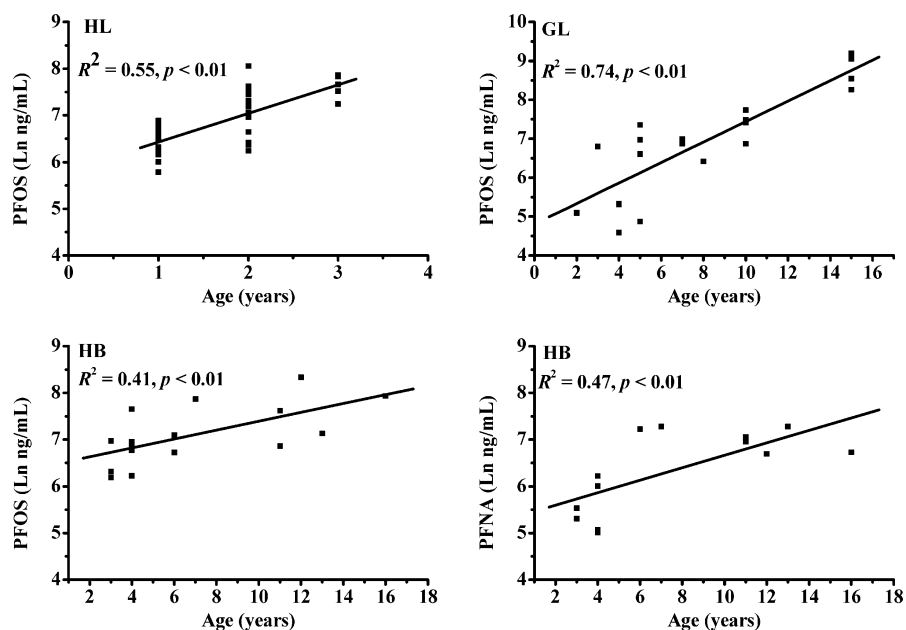 HL
R² = 0.55, p < 0.01
PFOS (Ln ng/mL)
9
8
7
6
5
4
0 1 2 3 4
Age (years)
GL
R² = 0.74, p < 0.01
PFOS (Ln ng/mL)
10
9
8
7
6
5
4
0 2 4 6 8 10 12 14 16
Age (years)
HB
R² = 0.41, p < 0.01
PFOS (Ln ng/mL)
9
8
7
6
5
4
2 4 6 8 10 12 14 16 18
Age (years)
HB
R² = 0.47, p < 0.01
PFNA (Ln ng/mL)
9
8
7
6
5
4
2 4 6 8 10 12 14 16 18
Age (years)